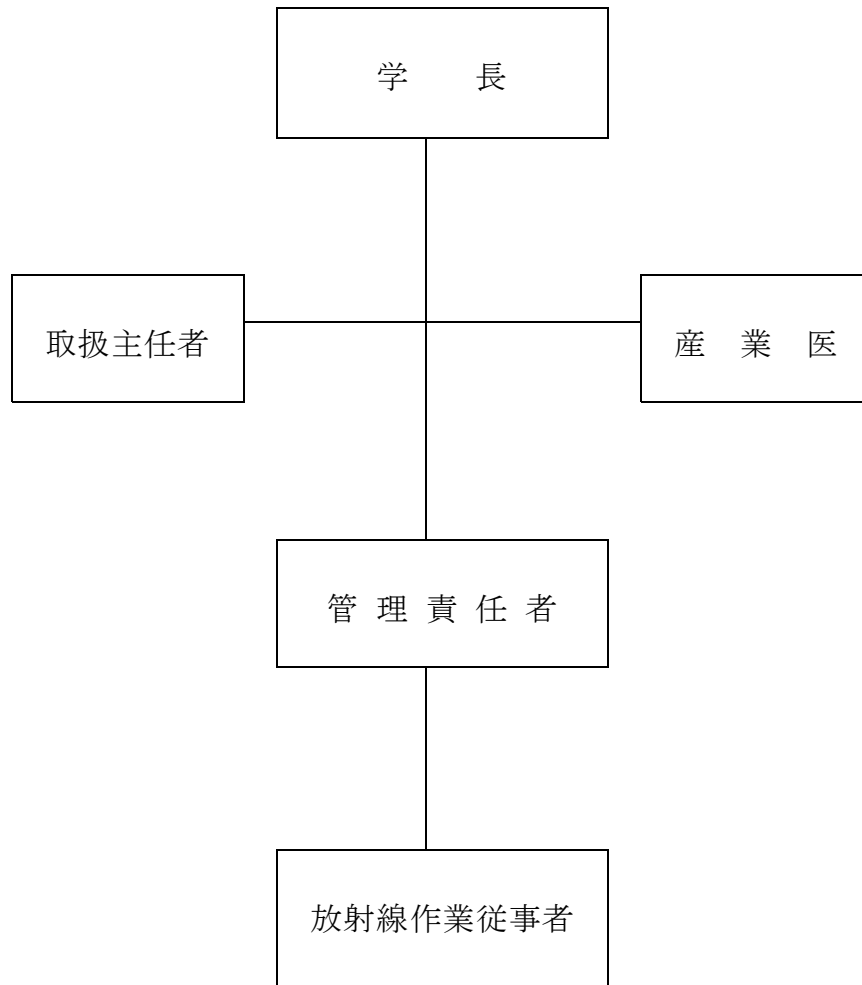 学 長
取扱主任者
産 業 医
管 理 責 任 者
放射線作業従事者